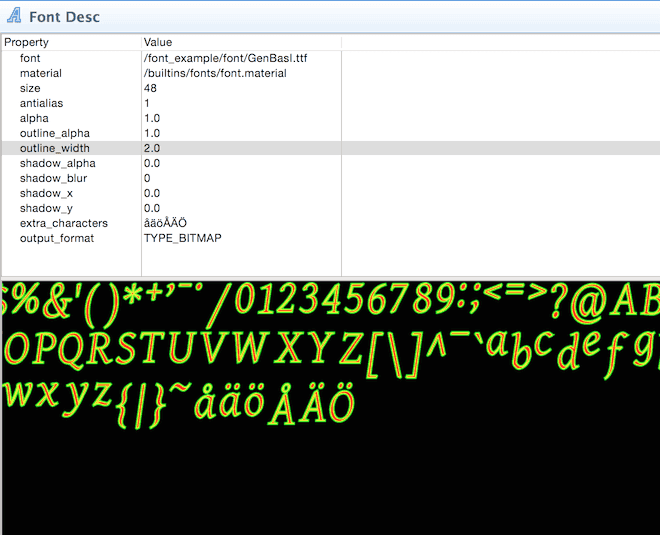 Font Desc
Property Value
font /font_example/font/GenBasI.ttf
material /builtins/fonts/font.material
size 48
antialias 1
alpha 1.0
outline_alpha 1.0
outline_width 2.0
shadow_alpha 0.0
shadow_blur 0
shadow_x 0.0
shadow_y 0.0
extra_characters åäöÅÄÖ
output_format TYPE_BITMAP
$%&'()*+,-./0123456789:;<=>?@AB
OPQRSTUVWXYZ[\]^_`abcdefg
wxyz{|}~åäöÅÄÖ